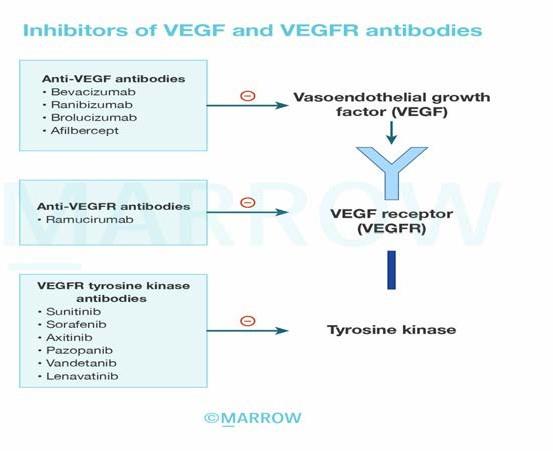 Inhibitors of VEGF and VEGFR antibodies
Anti-VEGF antibodies
• Bevacizumab
• Ranibizumab
• Brolucizumab
• Afilbercept
Vasoendothelial growth
factor (VEGF)
Anti-VEGFR antibodies
• Ramucirumab
VEGF receptor
(VEGFR)
VEGFR tyrosine kinase
antibodies
• Sunitinib
• Sorafenib
• Axitinib
• Pazopanib
• Vandetanib
• Lenavatinib
Tyrosine kinase
MARROW
©MARROW